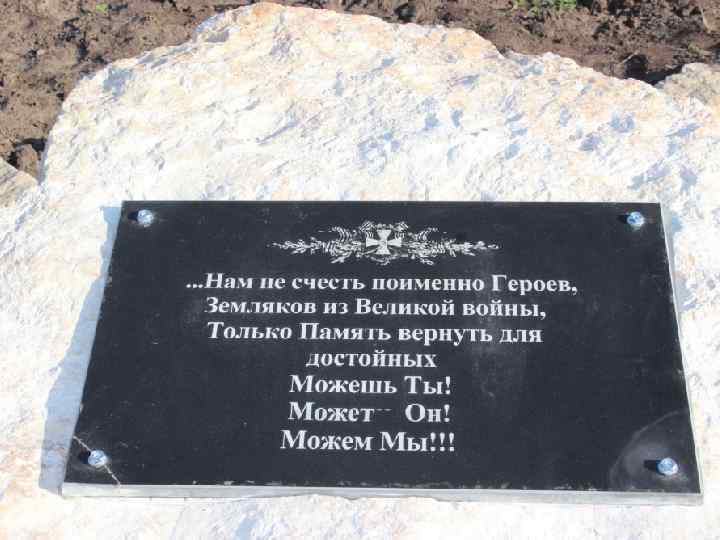 ...Нам не счесть поименно Героев,
Земляков из Великой войны,
Только Память вернуть для
достойных
Можешь Ты!
Может Он!
Можем Мы!!!